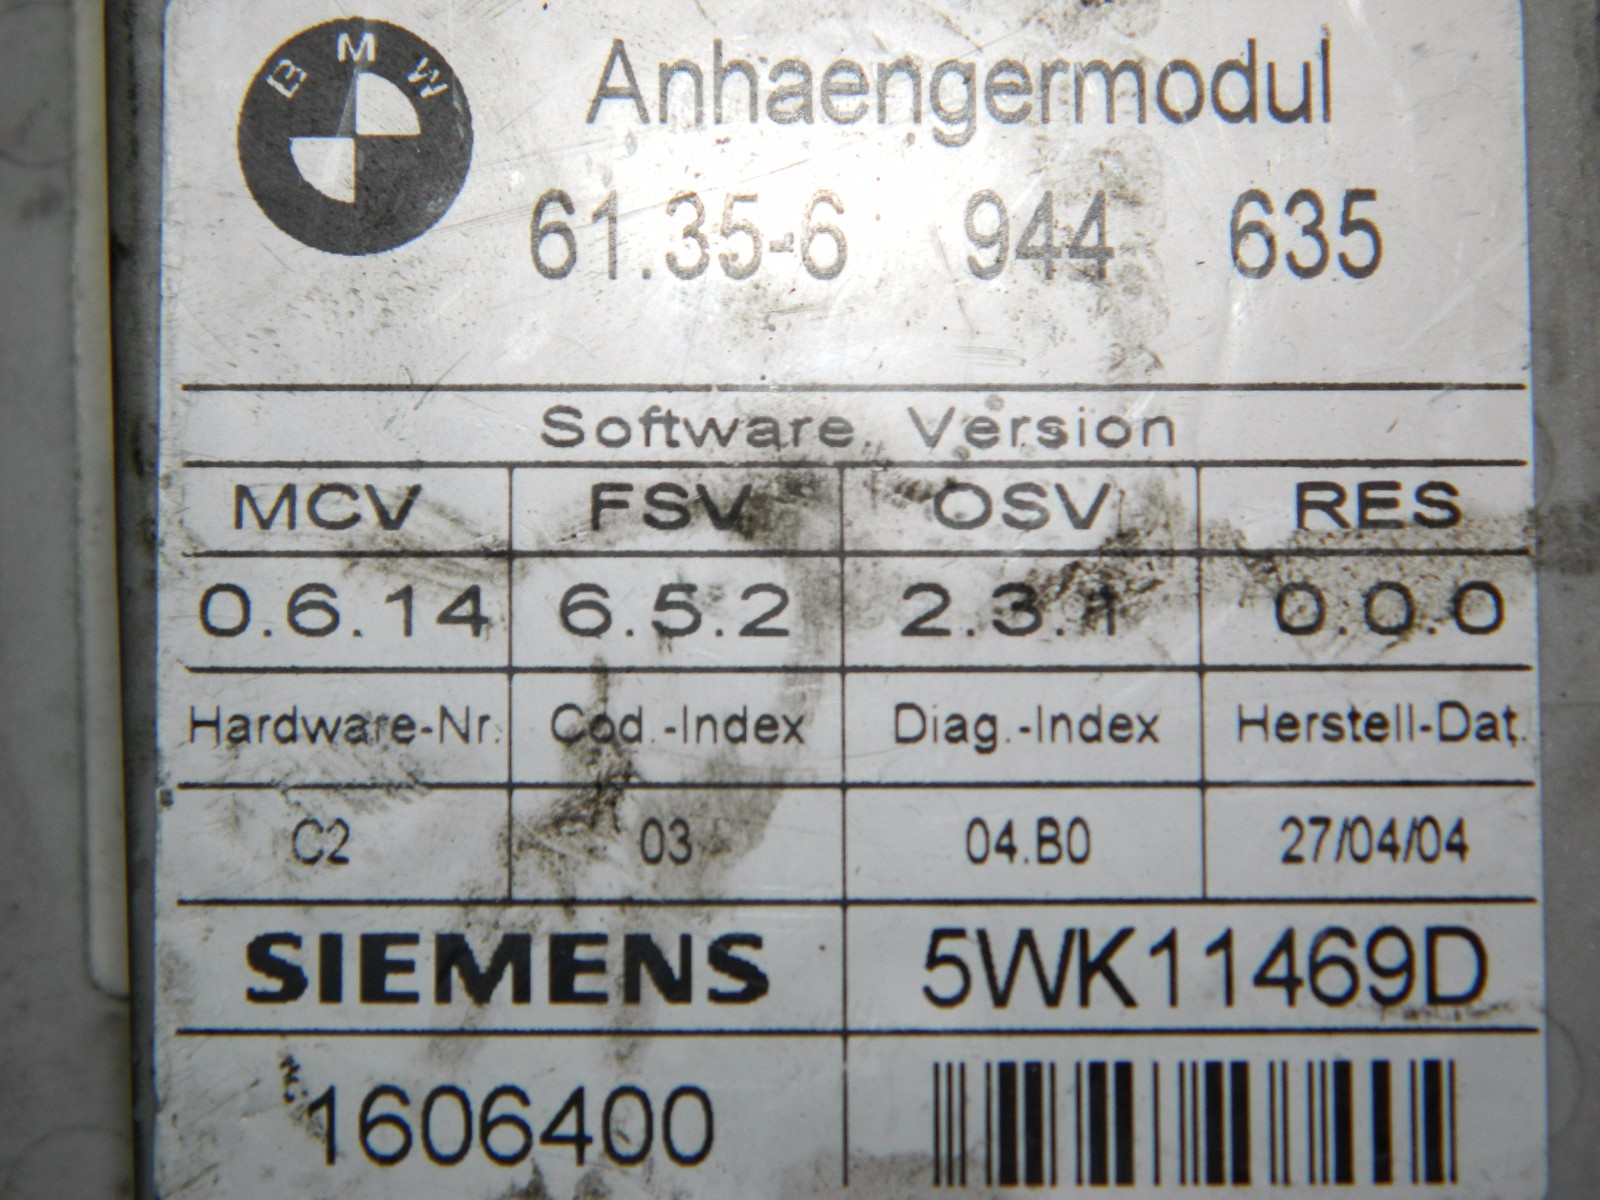 BMW
Anhaengermodul
61.35-6 944 635
Software Version
MCV FSV OSV RES
0.6.14 6.5.2 2.3.1 0.0.0
Hardware-Nr. Cod.-Index Diag.-Index Herstell-Dat.
C2 03 04.B0 27/04/04
SIEMENS 5WK11469D
1606400